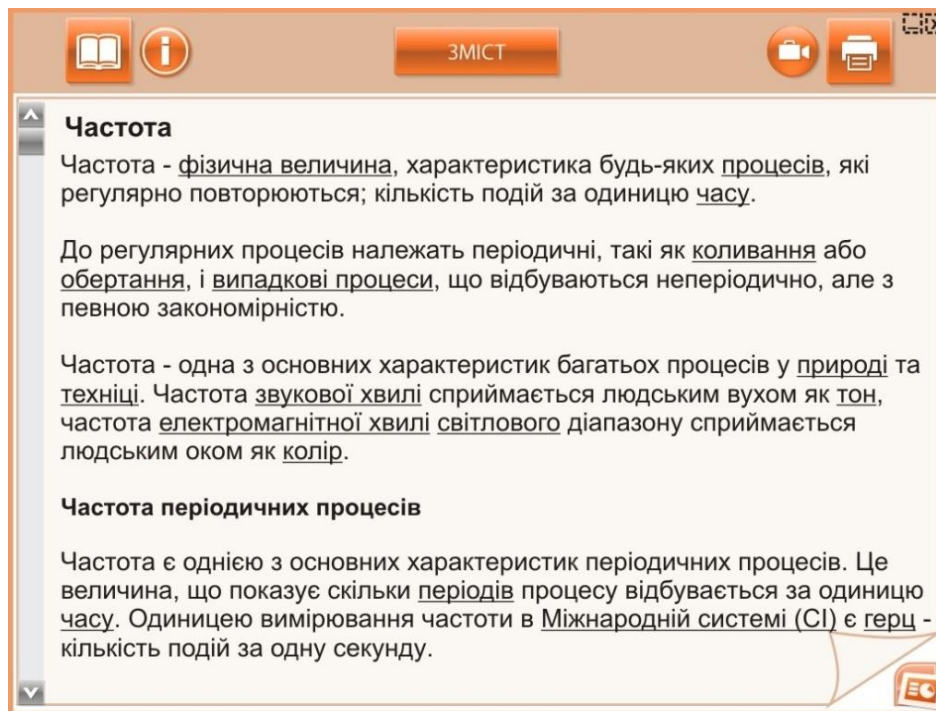 ЗМІСТ
Частота
Частота - фізична величина, характеристика будь-яких процесів, які
регулярно повторюються; кількість подій за одиницю часу.
До регулярних процесів належать періодичні, такі як коливання або
обертання, і випадкові процеси, що відбуваються неперіодично, але з
певною закономірністю.
Частота - одна з основних характеристик багатьох процесів у природі та
техніці. Частота звукової хвилі сприймається людським вухом як тон,
частота електромагнітної хвилі світлового діапазону сприймається
людським оком як колір.
Частота періодичних процесів
Частота є однією з основних характеристик періодичних процесів. Це
величина, що показує скільки періодів процесу відбувається за одиницю
часу. Одиницею вимірювання частоти в Міжнародній системі (СІ) є герц -
кількість подій за одну секунду.